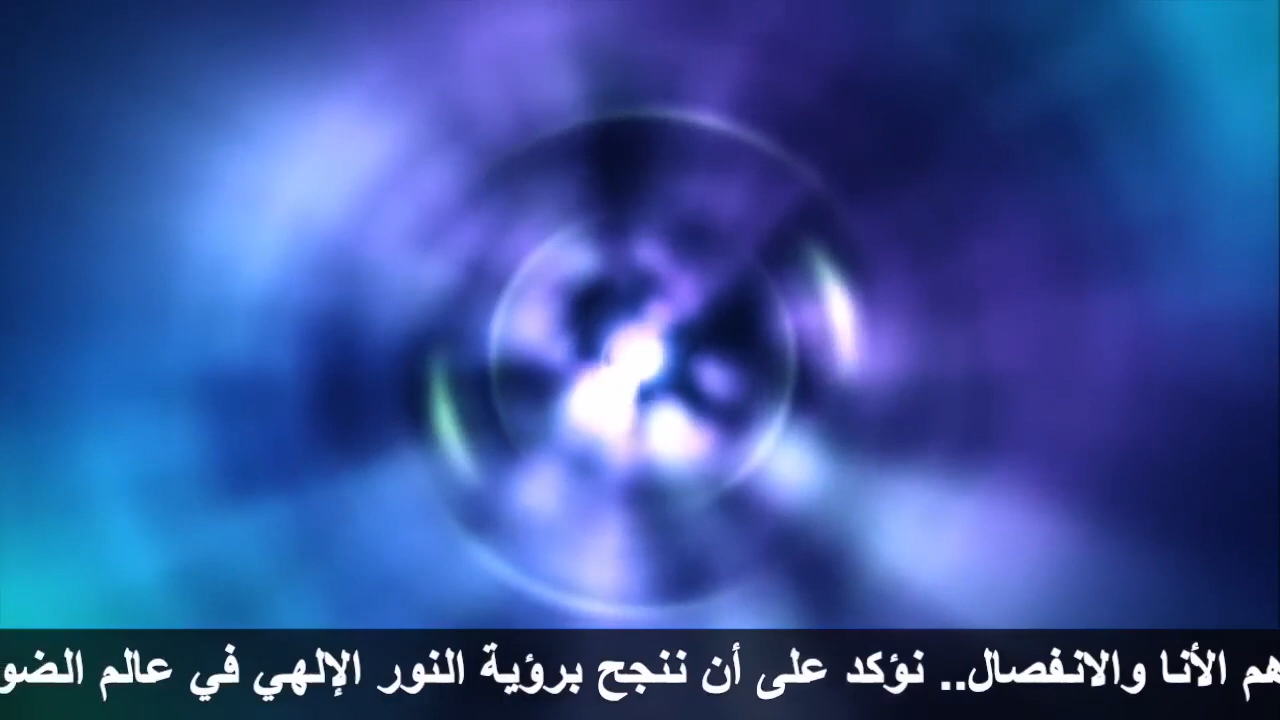 الأنا والانفصال.. نؤكد على أن ننجح برؤية النور الإلهي في عالم